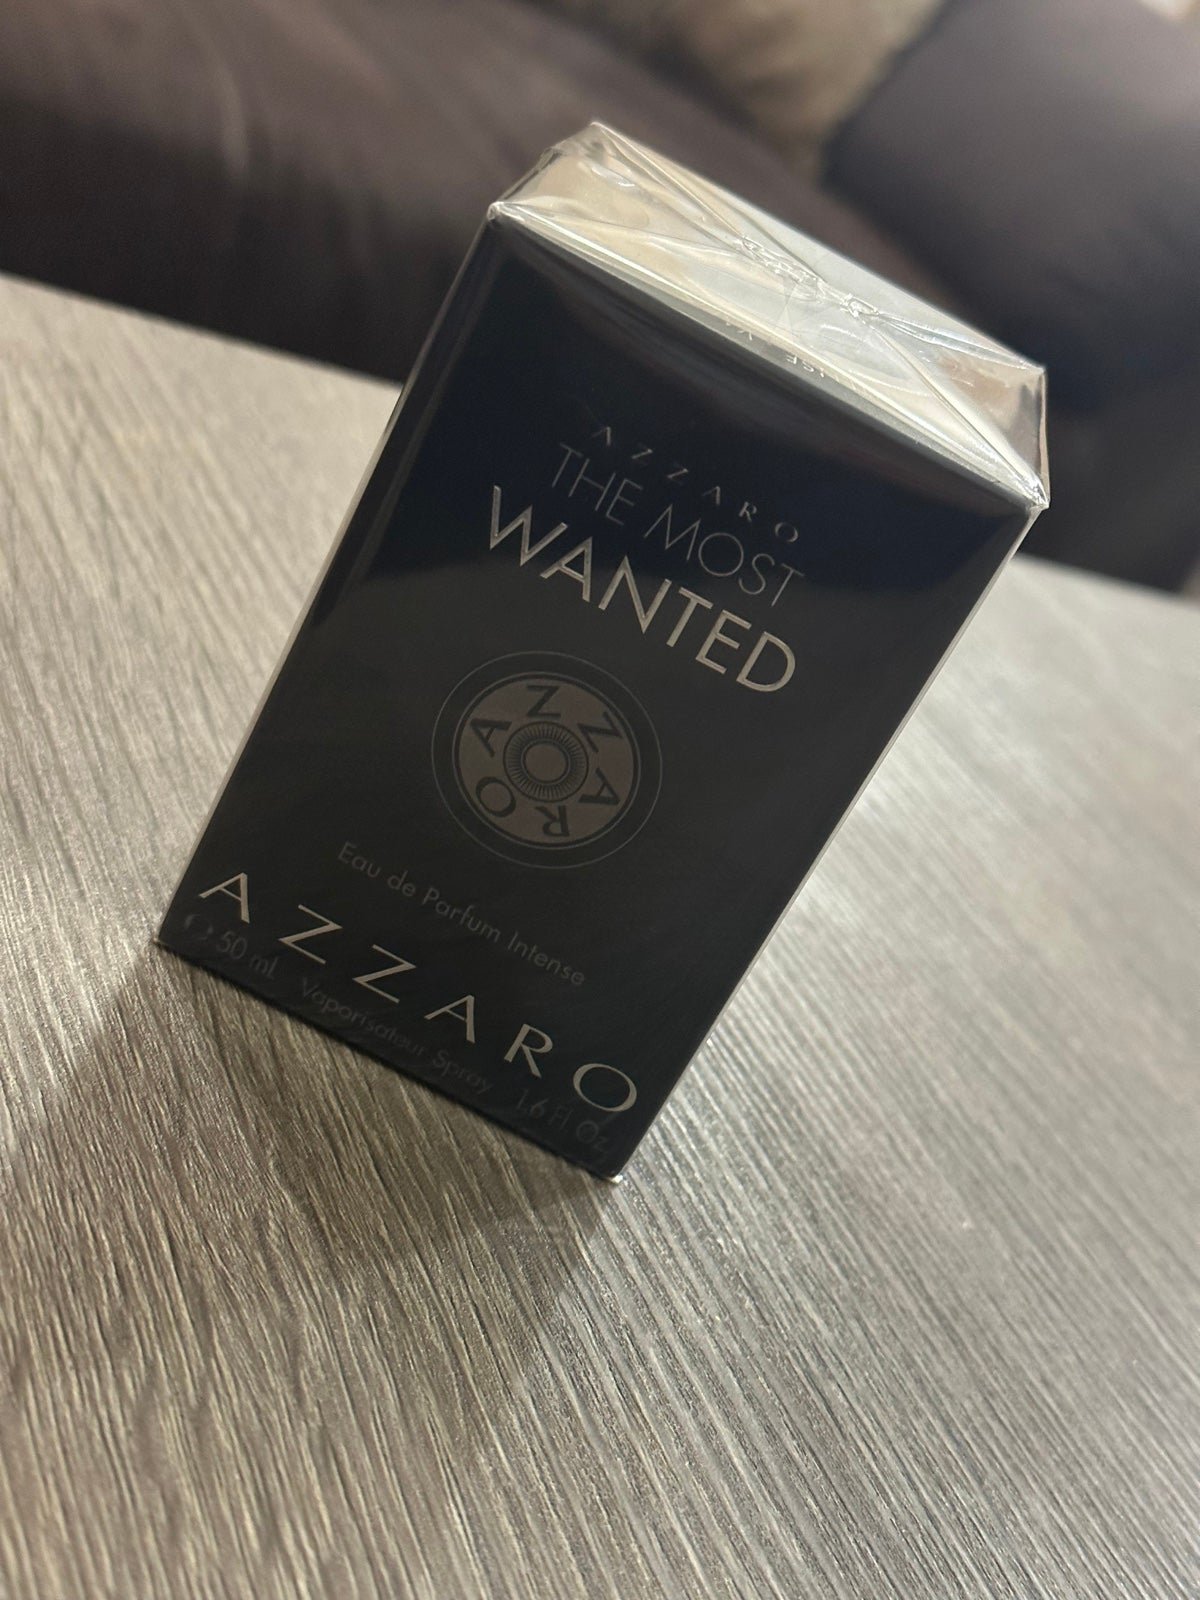 AZZARO
THE MOST
WANTED
AZZARO
Eau de Parfum Intense
AZZARO
50 ml Vaporisateur Spray 1.6 Fl Oz